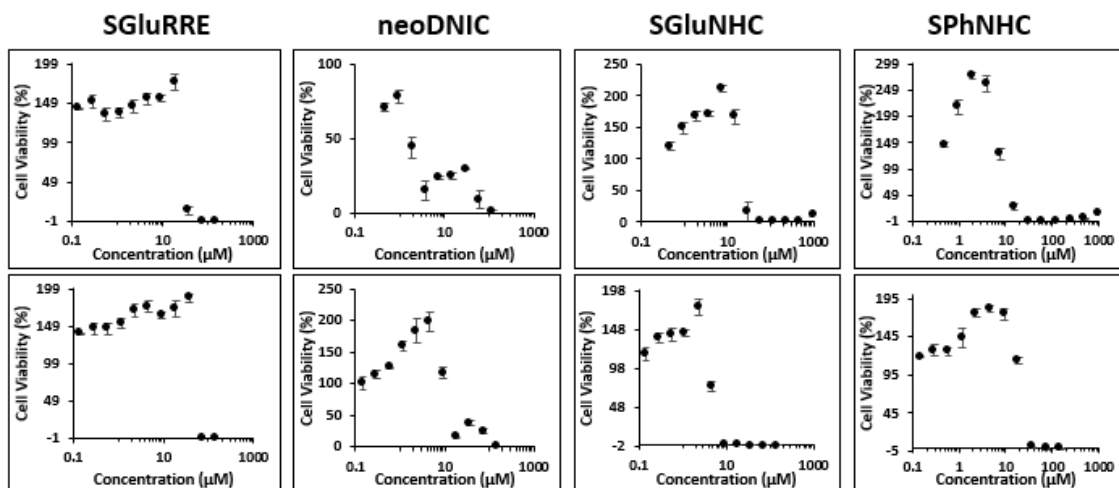 SGluRRE neoDNIC SGluNHC SPhNHC
Cell Viability (%)
199
149
99
49
-1
0.1 10 1000
Concentration (µM)
Cell Viability (%)
100
50
0
0.1 10 1000
Concentration (µM)
Cell Viability (%)
250
200
150
100
50
0
0.1 10 1000
Concentration (µM)
Cell Viability (%)
299
249
199
149
99
49
-1
0.1 1 10 100 1000
Concentration (µM)
Cell Viability (%)
199
149
99
49
-1
0.1 10 1000
Concentration (µM)
Cell Viability (%)
250
200
150
100
50
0
0.1 10 1000
Concentration (µM)
Cell Viability (%)
198
148
98
48
-2
0.1 10 1000
Concentration (µM)
Cell Viability (%)
195
145
95
45
-5
0.1 1 10 100 1000
Concentration (µM)